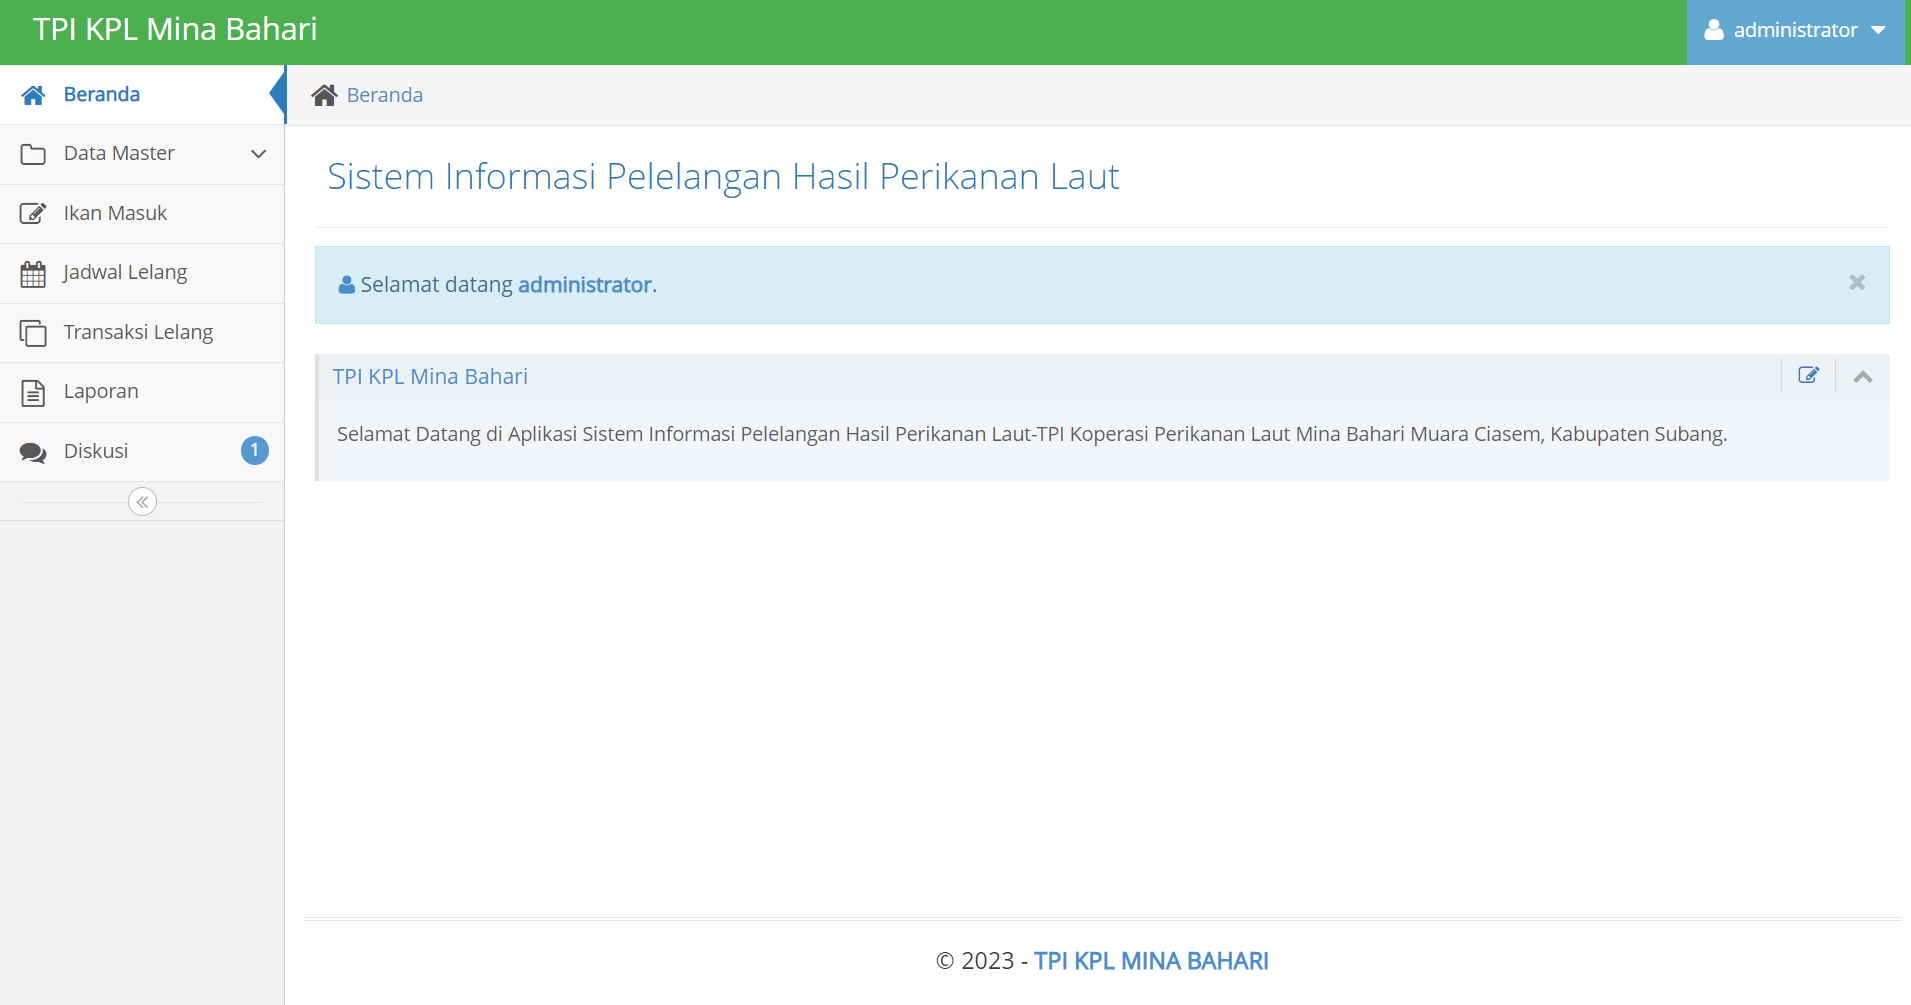 TPI KPL Mina Bahari
administrator
Beranda
Data Master
Ikan Masuk
Jadwal Lelang
Transaksi Lelang
Laporan
Diskusi 1
Beranda
Sistem Informasi Pelelangan Hasil Perikanan Laut
Selamat datang administrator.
TPI KPL Mina Bahari
Selamat Datang di Aplikasi Sistem Informasi Pelelangan Hasil Perikanan Laut-TPI Koperasi Perikanan Laut Mina Bahari Muara Ciasem, Kabupaten Subang.
© 2023 - TPI KPL MINA BAHARI